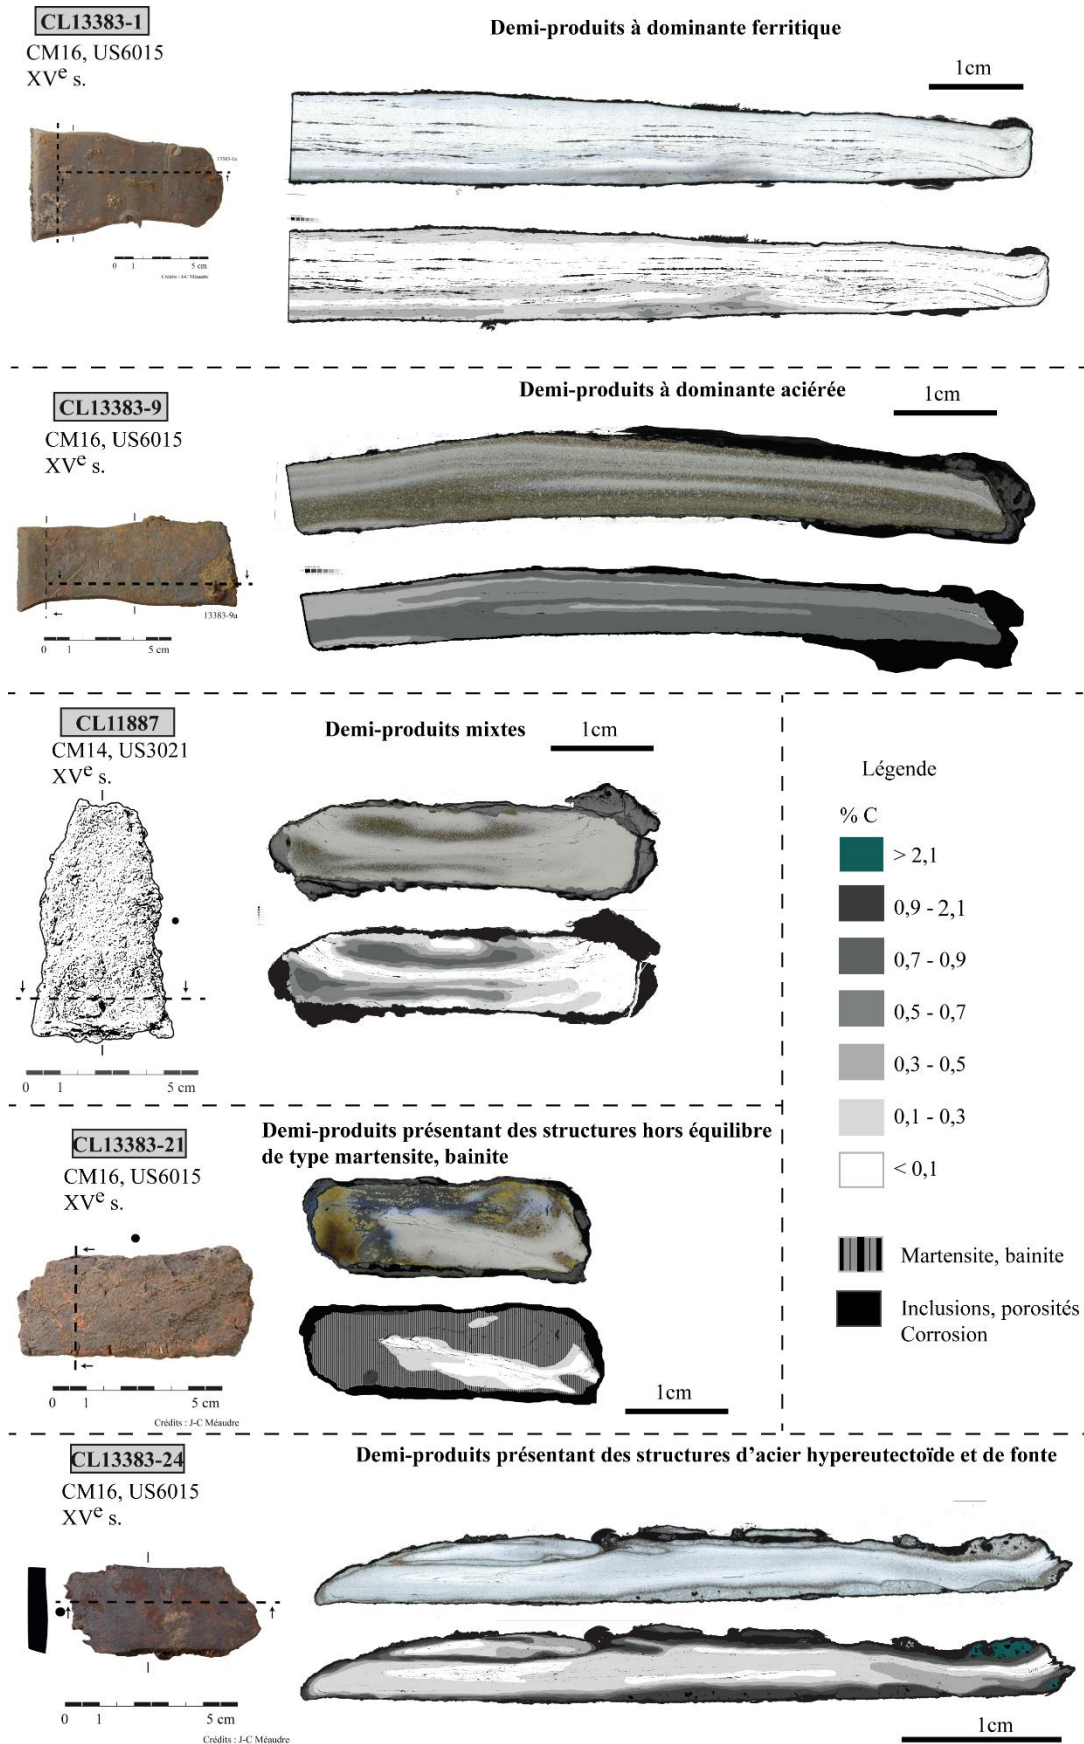 CL13383-1
CM16, US6015
XVe s.
Demi-produits à dominante ferritique
1cm
13383-1a
0 1 5 cm
Crédits : J-C Méaudre
CL13383-9
CM16, US6015
XVe s.
Demi-produits à dominante aciérée
1cm
13383-9a
0 1 5 cm
CL11887
CM14, US3021
XVe s.
Demi-produits mixtes
1cm
0 1 5 cm
Légende
% C
> 2,1
0,9 - 2,1
0,7 - 0,9
0,5 - 0,7
0,3 - 0,5
0,1 - 0,3
< 0,1
Martensite, bainite
Inclusions, porosités
Corrosion
CL13383-21
CM16, US6015
XVe s.
Demi-produits présentant des structures hors équilibre
de type martensite, bainite
0 1 5 cm
Crédits : J-C Méaudre
1cm
CL13383-24
CM16, US6015
XVe s.
Demi-produits présentant des structures d'acier hypereutectoïde et de fonte
0 1 5 cm
Crédits : J-C Méaudre
1cm